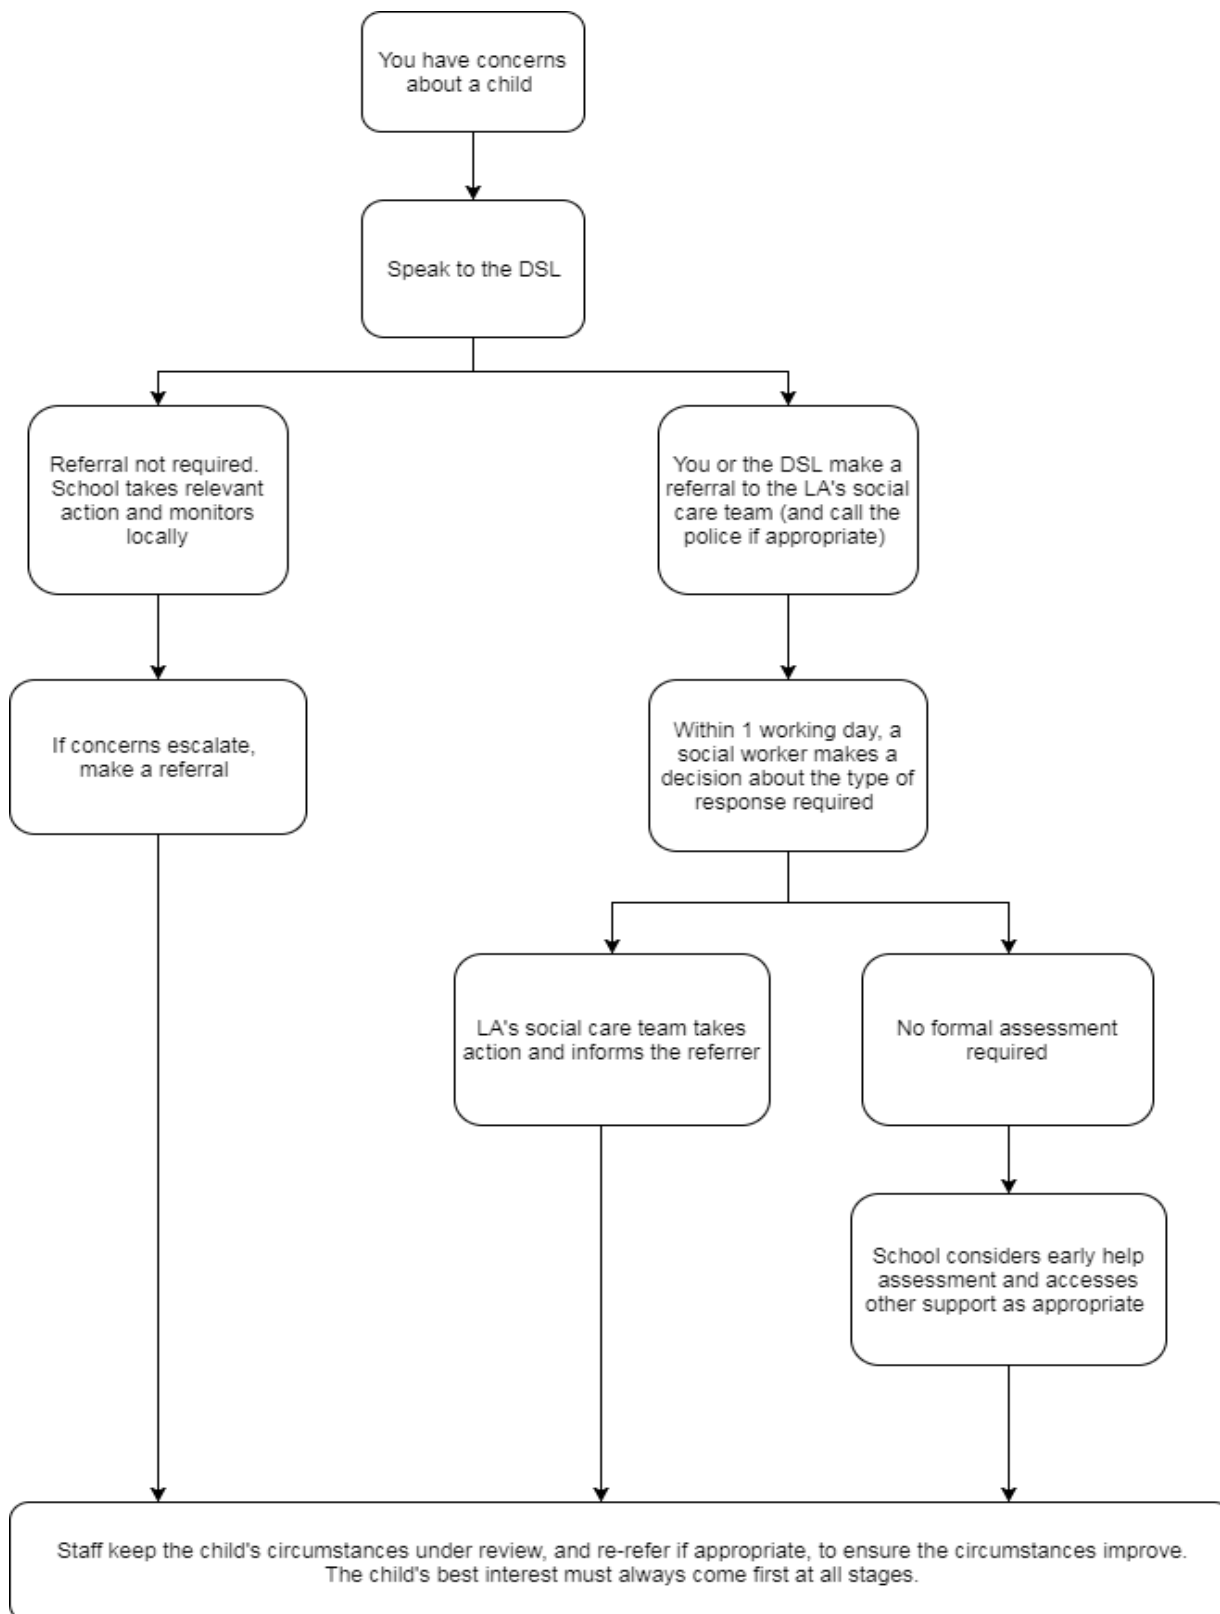 You have concerns
about a child
Speak to the DSL
Referral not required.
School takes relevant
action and monitors
locally
You or the DSL make a
referral to the LA's social
care team (and call the
police if appropriate)
If concerns escalate,
make a referral
Within 1 working day, a
social worker makes a
decision about the type of
response required
LA's social care team takes
action and informs the referrer
No formal assessment
required
School considers early help
assessment and accesses
other support as appropriate
Staff keep the child's circumstances under review, and re-refer if appropriate, to ensure the circumstances improve.
The child's best interest must always come first at all stages.